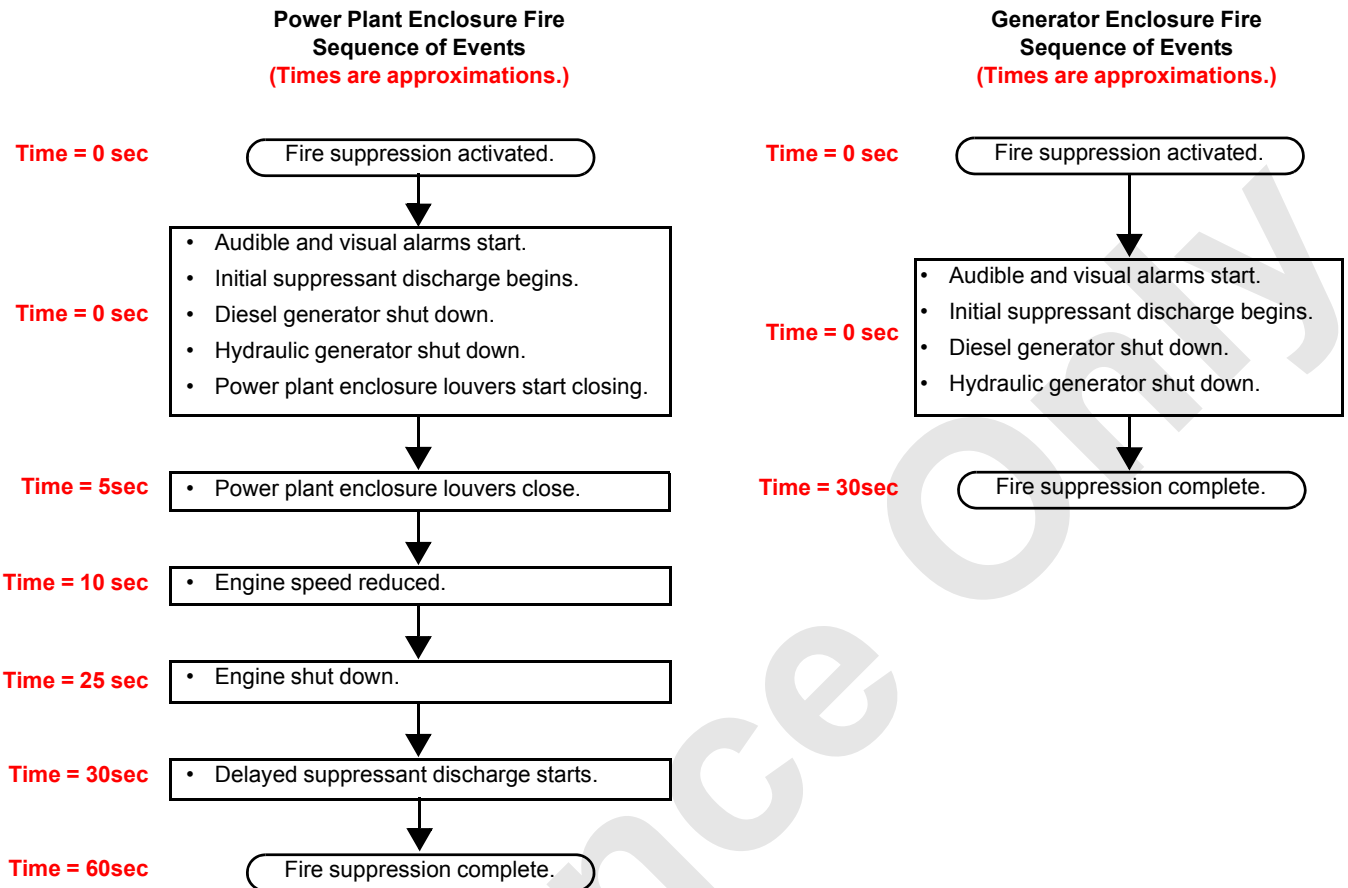 Power Plant Enclosure Fire
Sequence of Events
(Times are approximations.)
Time = 0 sec
Fire suppression activated.
Time = 0 sec
• Audible and visual alarms start.
• Initial suppressant discharge begins.
• Diesel generator shut down.
• Hydraulic generator shut down.
• Power plant enclosure louvers start closing.
Time = 5sec
• Power plant enclosure louvers close.
Time = 10 sec
• Engine speed reduced.
Time = 25 sec
• Engine shut down.
Time = 30sec
• Delayed suppressant discharge starts.
Time = 60sec
Fire suppression complete.
Generator Enclosure Fire
Sequence of Events
(Times are approximations.)
Time = 0 sec
Fire suppression activated.
Time = 0 sec
• Audible and visual alarms start.
• Initial suppressant discharge begins.
• Diesel generator shut down.
• Hydraulic generator shut down.
Time = 30sec
Fire suppression complete.
nce Only